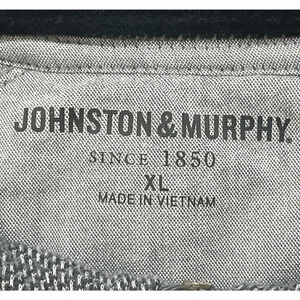 JOHNSTON & MURPHY.
SINCE 1850
XL
MADE IN VIETNAM